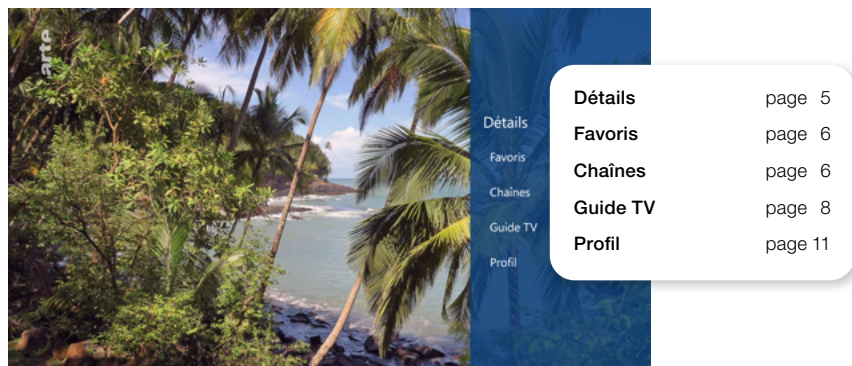 arte
Détails
Favoris
Chaînes
Guide TV
Profil
Détails page 5
Favoris page 6
Chaînes page 6
Guide TV page 8
Profil page 11